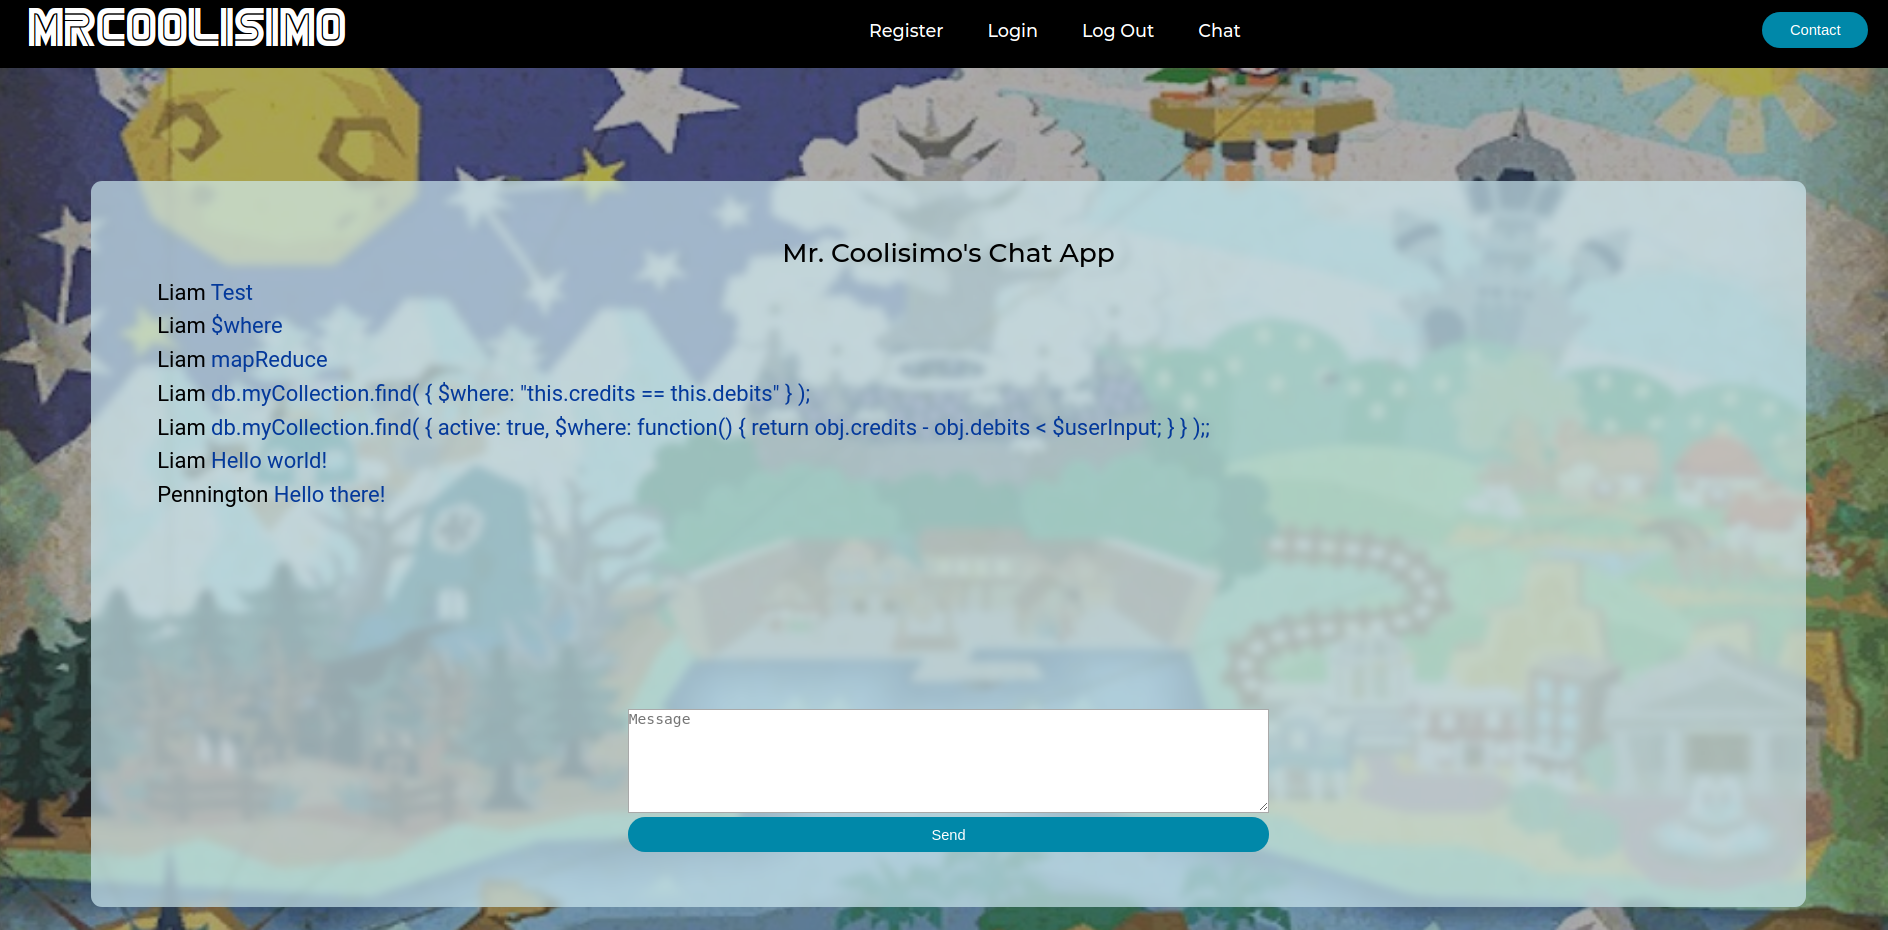 MRCOOLISIMO
Register Login Log Out Chat
Contact
Mr. Coolisimo's Chat App
Liam Test
Liam $where
Liam mapReduce
Liam db.myCollection.find( { $where: "this.credits == this.debits" } );
Liam db.myCollection.find( { active: true, $where: function() { return obj.credits - obj.debits < $userInput; } } );;
Liam Hello world!
Pennington Hello there!
Message
Send